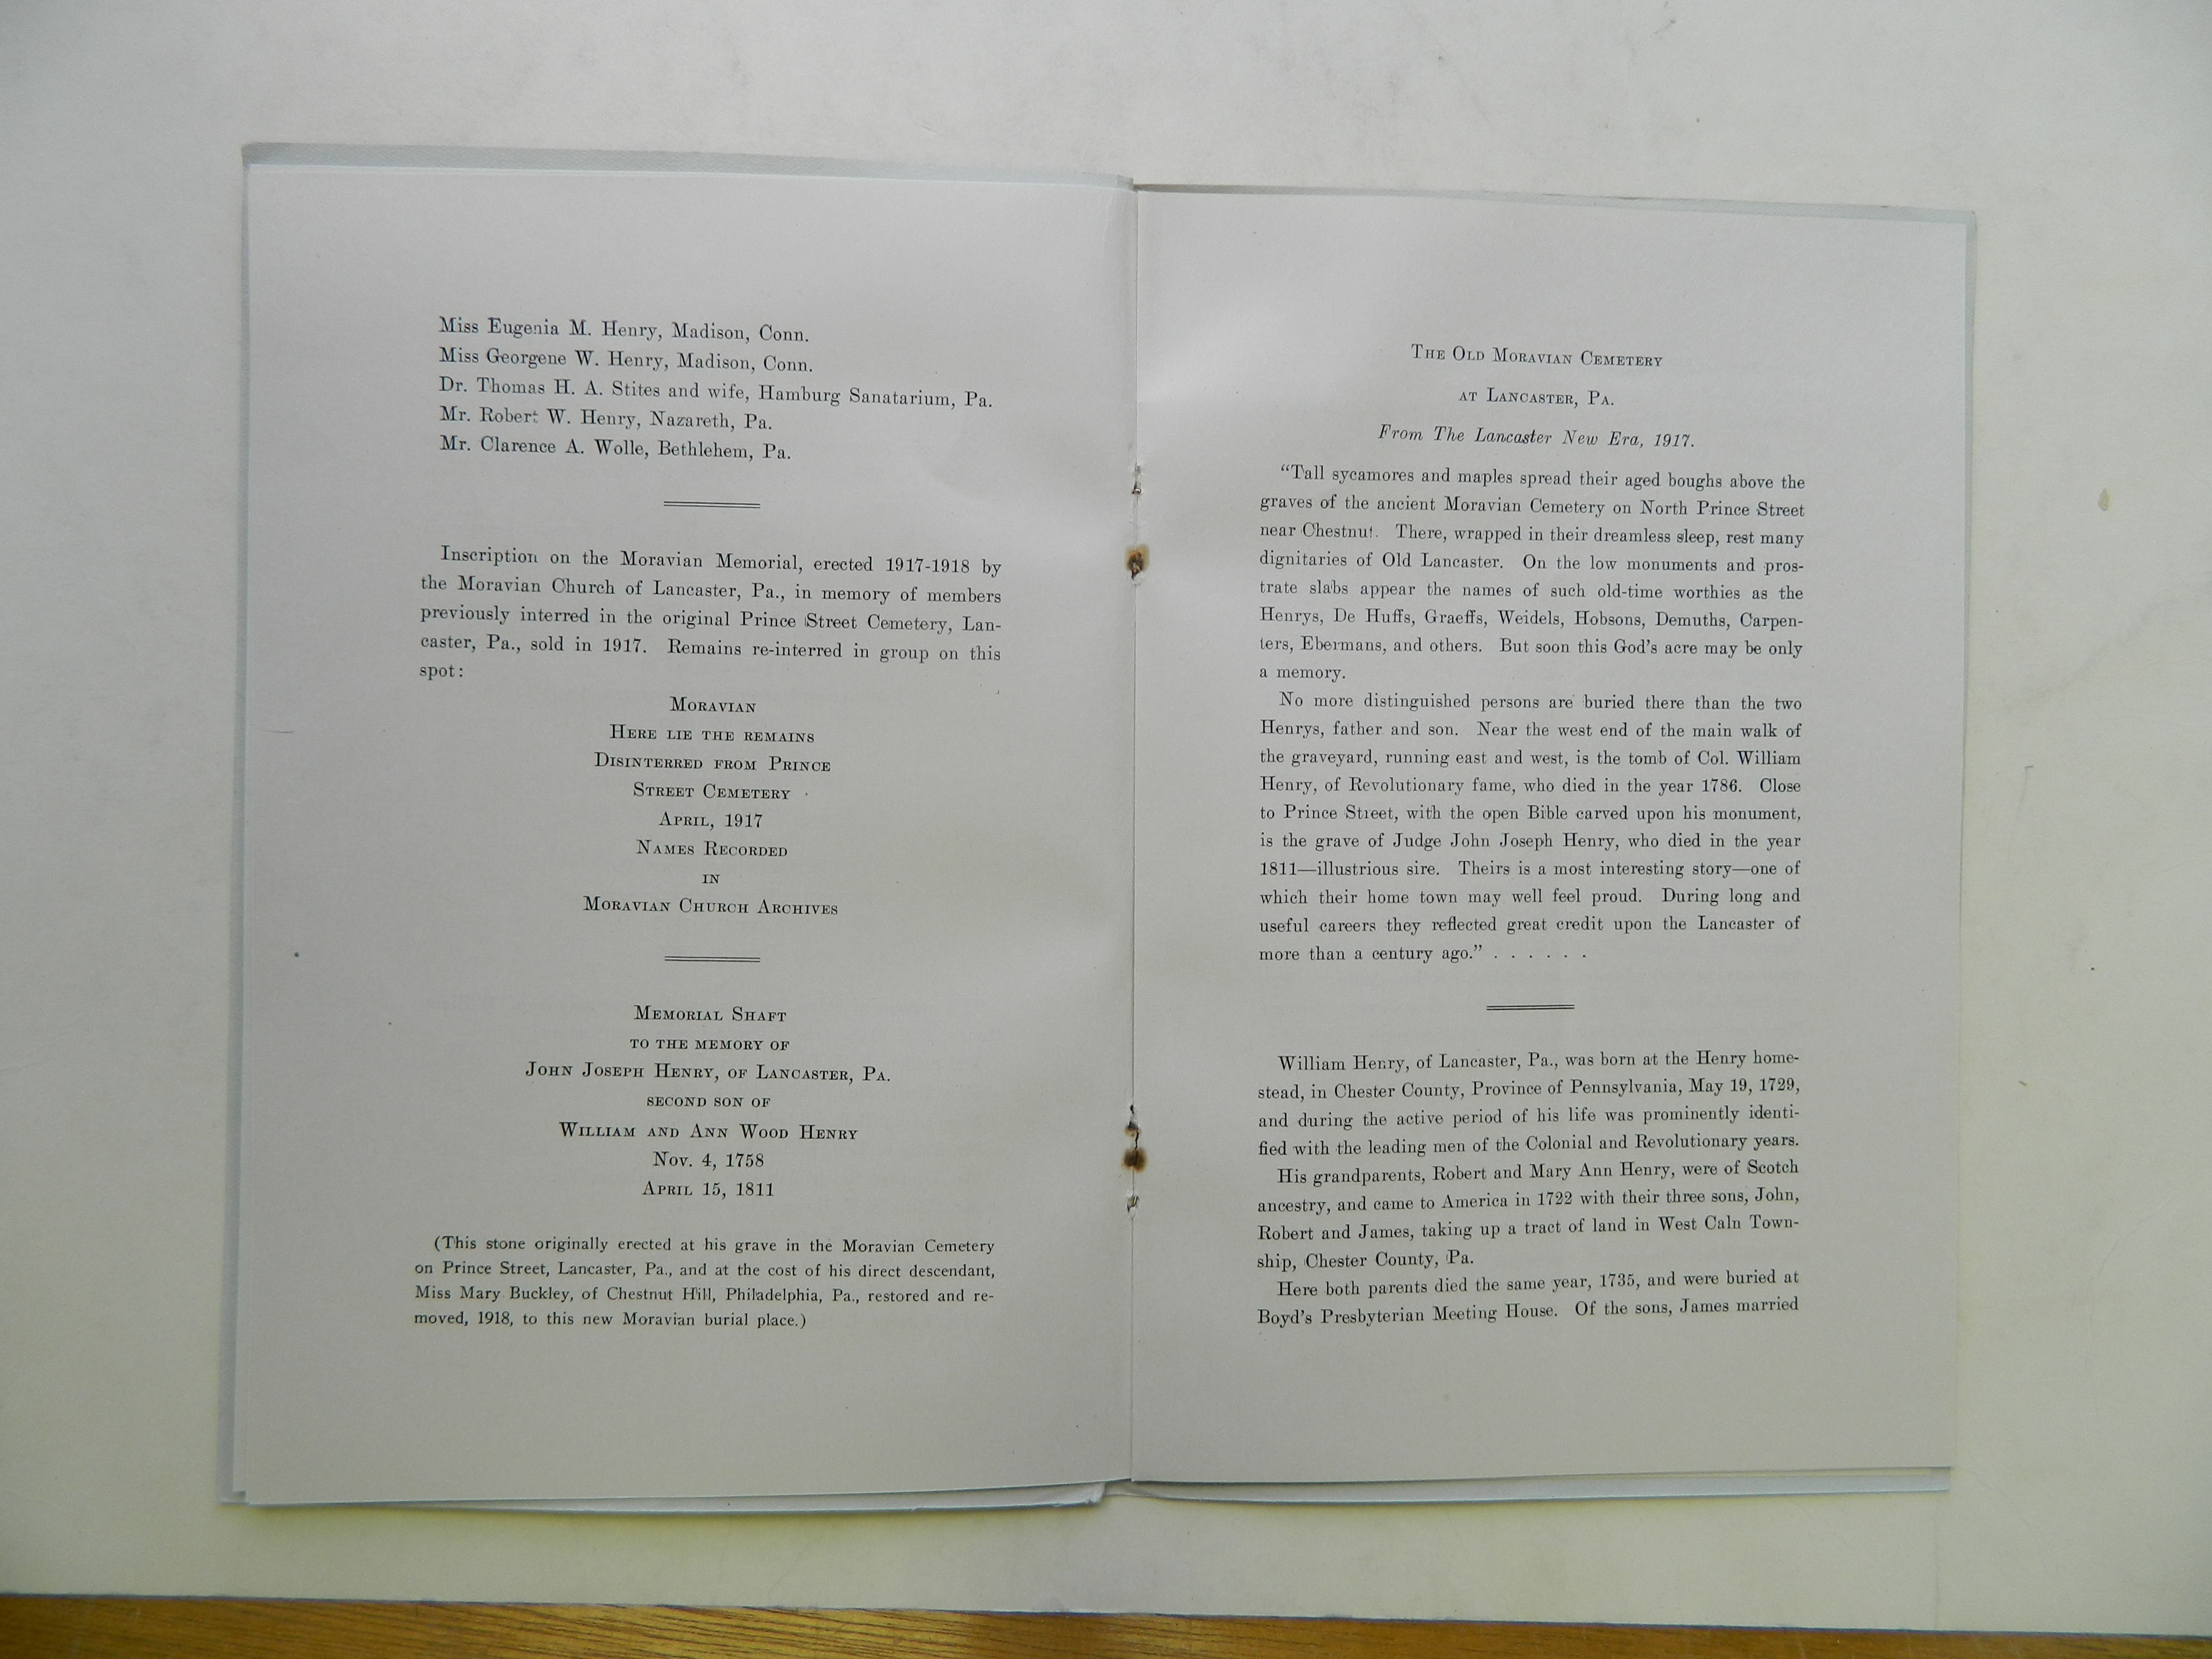 Miss Eugenia M. Henry, Madison, Conn.
Miss Georgene W. Henry, Madison, Conn.
Dr. Thomas H. A. Stites and wife, Hamburg Sanatarium, Pa.
Mr. Robert W. Henry, Nazareth, Pa.
Mr. Clarence A. Wolle, Bethlehem, Pa.
Inscription on the Moravian Memorial, erected 1917-1918 by
the Moravian Church of Lancaster, Pa., in memory of members
previously interred in the original Prince Street Cemetery, Lan-
caster, Pa., sold in 1917. Remains re-interred in group on this
spot:
MORAVIAN
HERE LIE THE REMAINS
DISINTERRED FROM PRINCE
STREET CEMETERY
APRIL, 1917
NAMES RECORDED
IN
MORAVIAN CHURCH ARCHIVES
MEMORIAL SHAFT
TO THE MEMORY OF
JOHN JOSEPH HENRY, OF LANCASTER, PA.
SECOND SON OF
WILLIAM AND ANN WOOD HENRY
NOV. 4, 1758
APRIL 15, 1811
(This stone originally erected at his grave in the Moravian Cemetery
on Prince Street, Lancaster, Pa., and at the cost of his direct descendant,
Miss Mary Buckley, of Chestnut Hill, Philadelphia, Pa., restored and re-
moved, 1918, to this new Moravian burial place.)
THE OLD MORAVIAN CEMETERY
AT LANCASTER, PA.
From The Lancaster New Era, 1917.
“Tall sycamores and maples spread their aged boughs above the
graves of the ancient Moravian Cemetery on North Prince Street
near Chestnut. There, wrapped in their dreamless sleep, rest many
dignitaries of Old Lancaster. On the low monuments and pros-
trate slabs appear the names of such old-time worthies as the
Henrys, De Huffs, Graeffs, Weidels, Hobsons, Demuths, Carpen-
ters, Ebermans, and others. But soon this God’s acre may be only
a memory.
No more distinguished persons are buried there than the two
Henrys, father and son. Near the west end of the main walk of
the graveyard, running east and west, is the tomb of Col. William
Henry, of Revolutionary fame, who died in the year 1786. Close
to Prince Street, with the open Bible carved upon his monument,
is the grave of Judge John Joseph Henry, who died in the year
1811—illustrious sire. Theirs is a most interesting story—one of
which their home town may well feel proud. During long and
useful careers they reflected great credit upon the Lancaster of
more than a century ago.” . . . . . .
William Henry, of Lancaster, Pa., was born at the Henry home-
stead, in Chester County, Province of Pennsylvania, May 19, 1729,
and during the active period of his life was prominently identi-
fied with the leading men of the Colonial and Revolutionary years.
His grandparents, Robert and Mary Ann Henry, were of Scotch
ancestry, and came to America in 1722 with their three sons, John,
Robert and James, taking up a tract of land in West Caln Town-
ship, Chester County, Pa.
Here both parents died the same year, 1735, and were buried at
Boyd’s Presbyterian Meeting House. Of the sons, James married